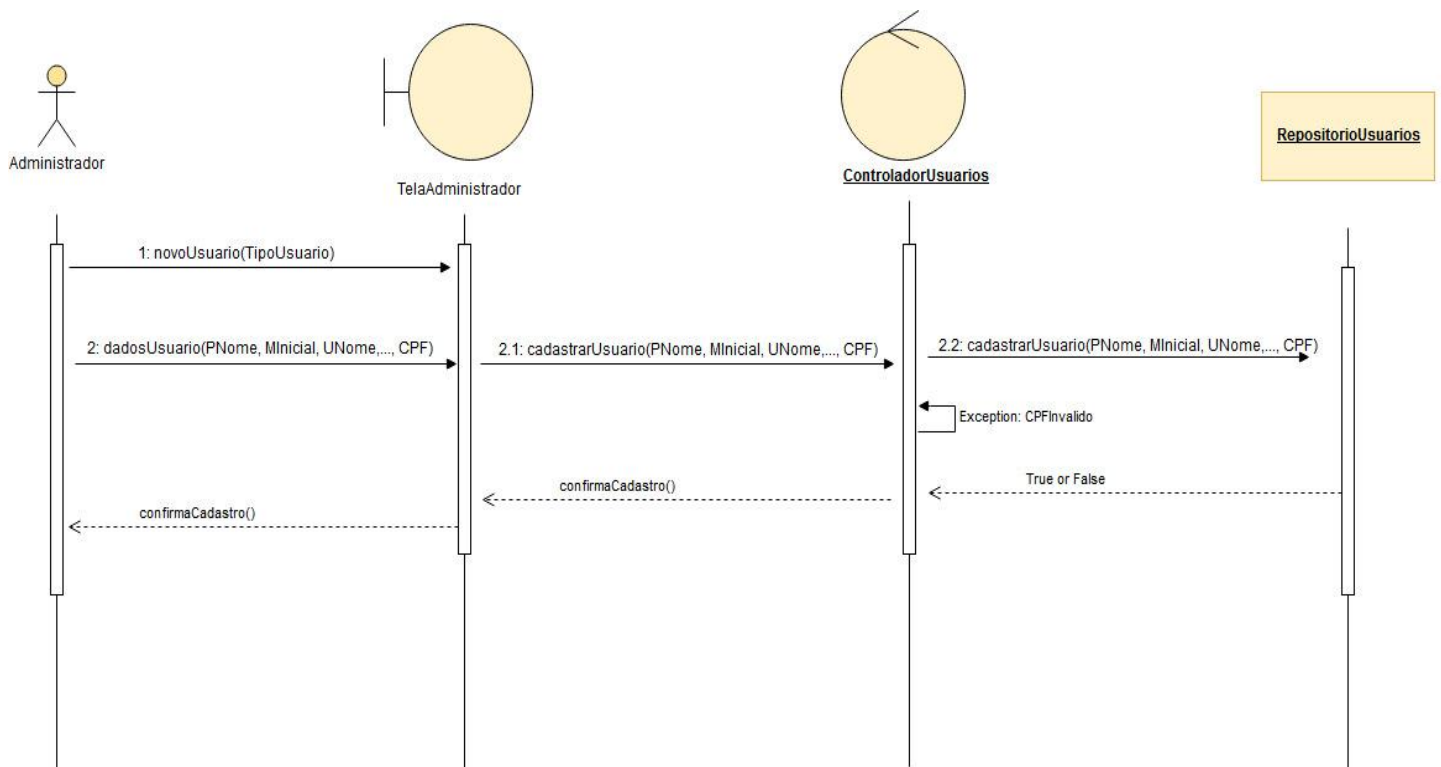 Administrador
TelaAdministrador
ControladorUsuarios
RepositorioUsuarios
1: novoUsuario(TipoUsuario)
2: dadosUsuario(PNome, MInicial, UNome,..., CPF)
2.1: cadastrarUsuario(PNome, MInicial, UNome,..., CPF)
2.2: cadastrarUsuario(PNome, MInicial, UNome,..., CPF)
Exception: CPFInvalido
True or False
confirmaCadastro()
confirmaCadastro()